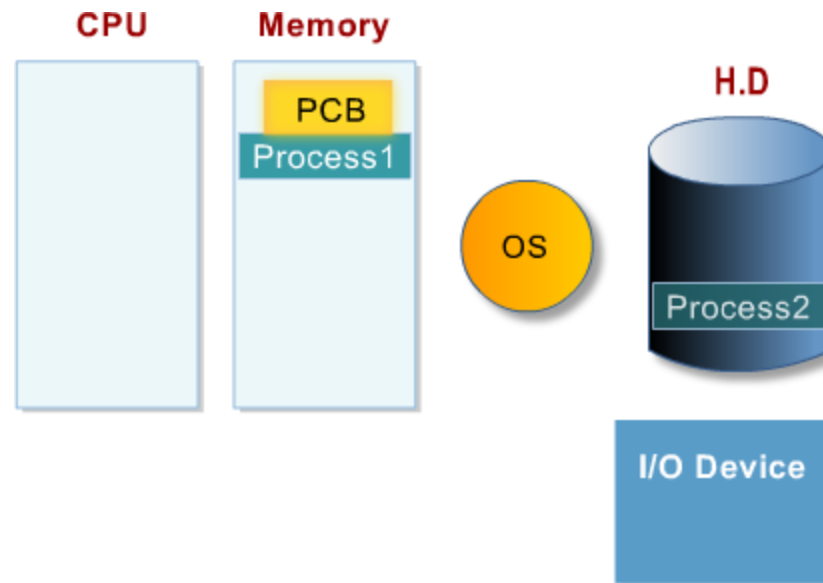 CPU
Memory
H.D
PCB
Process1
OS
Process2
I/O Device